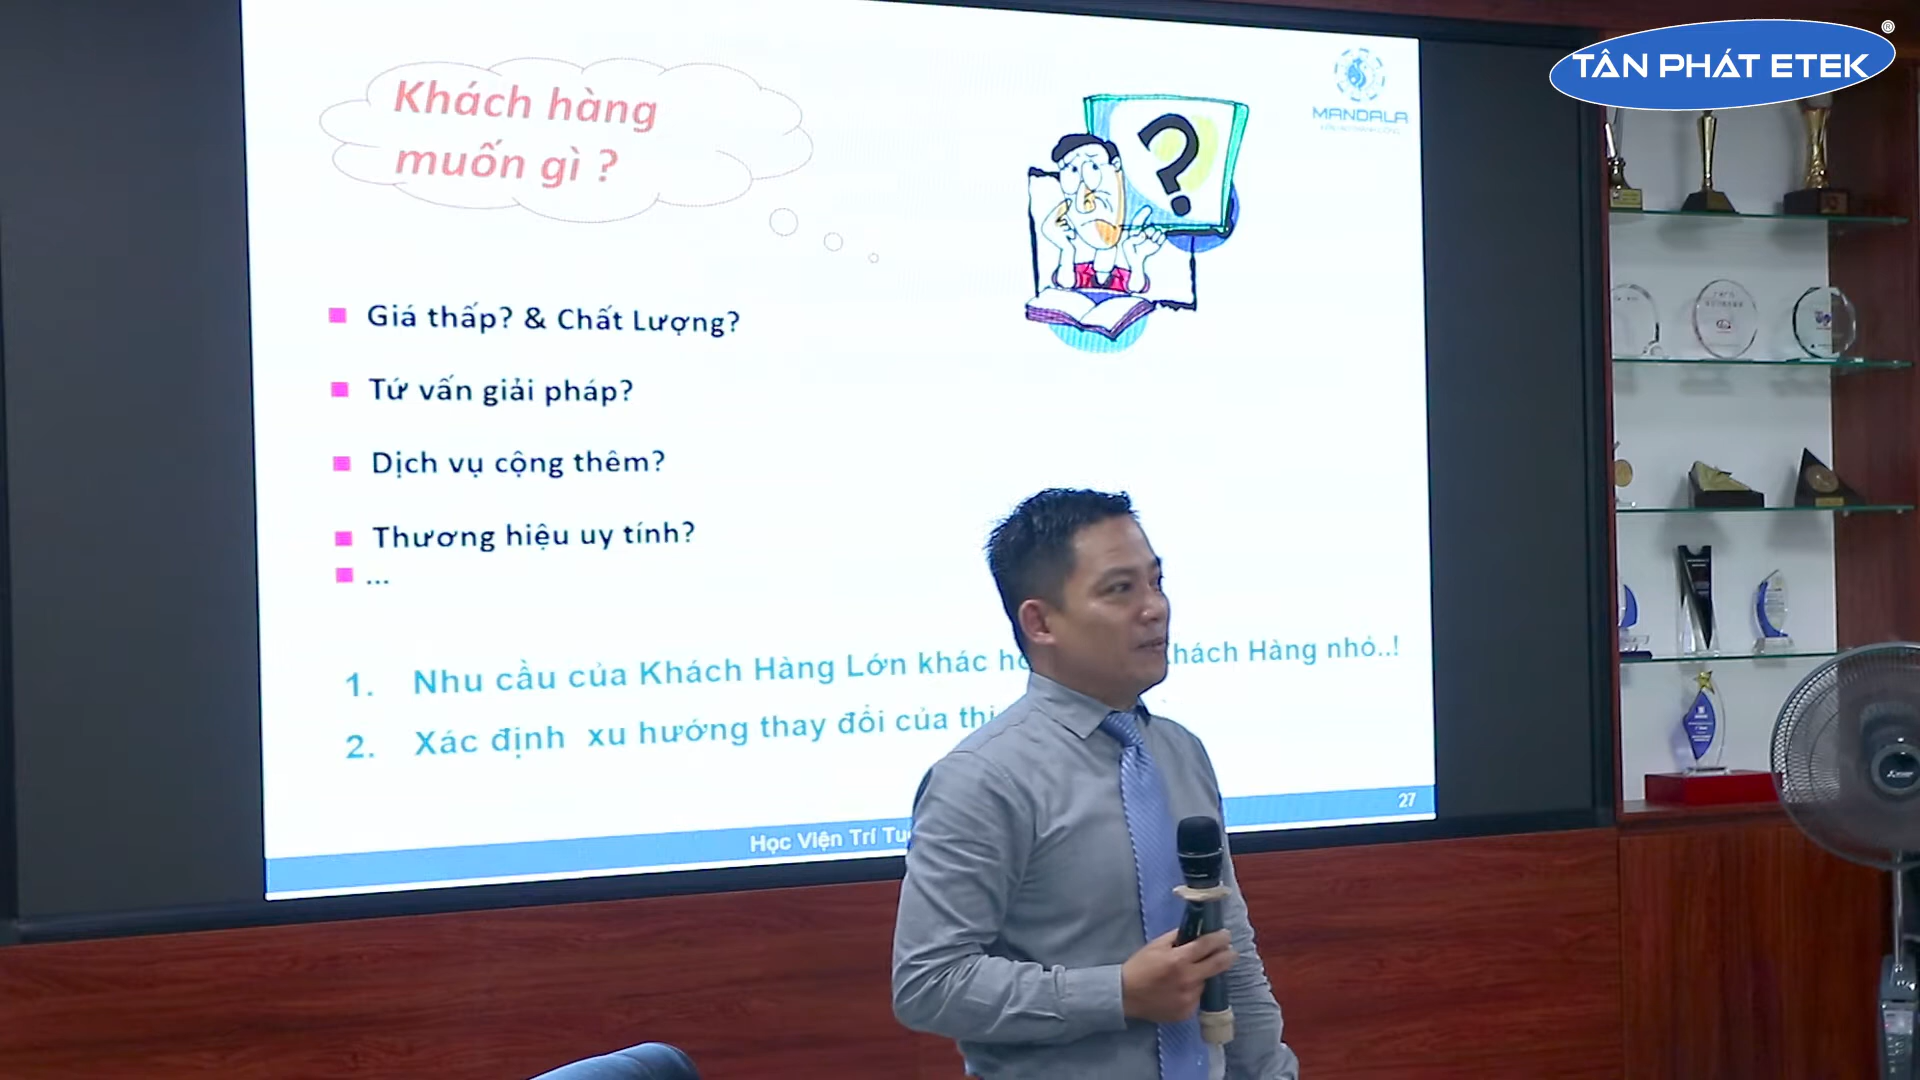 TÂN PHÁT ETEK
®
Khách hàng
muốn gì ?
?
MANDALA
Giá thấp? & Chất Lượng?
Tứ vấn giải pháp?
Dịch vụ cộng thêm?
Thương hiệu uy tính?
...
1. Nhu cầu của Khách Hàng Lớn khác hách Hàng nhỏ..!
2. Xác định xu hướng thay đổi của
27
Học Viện Trí